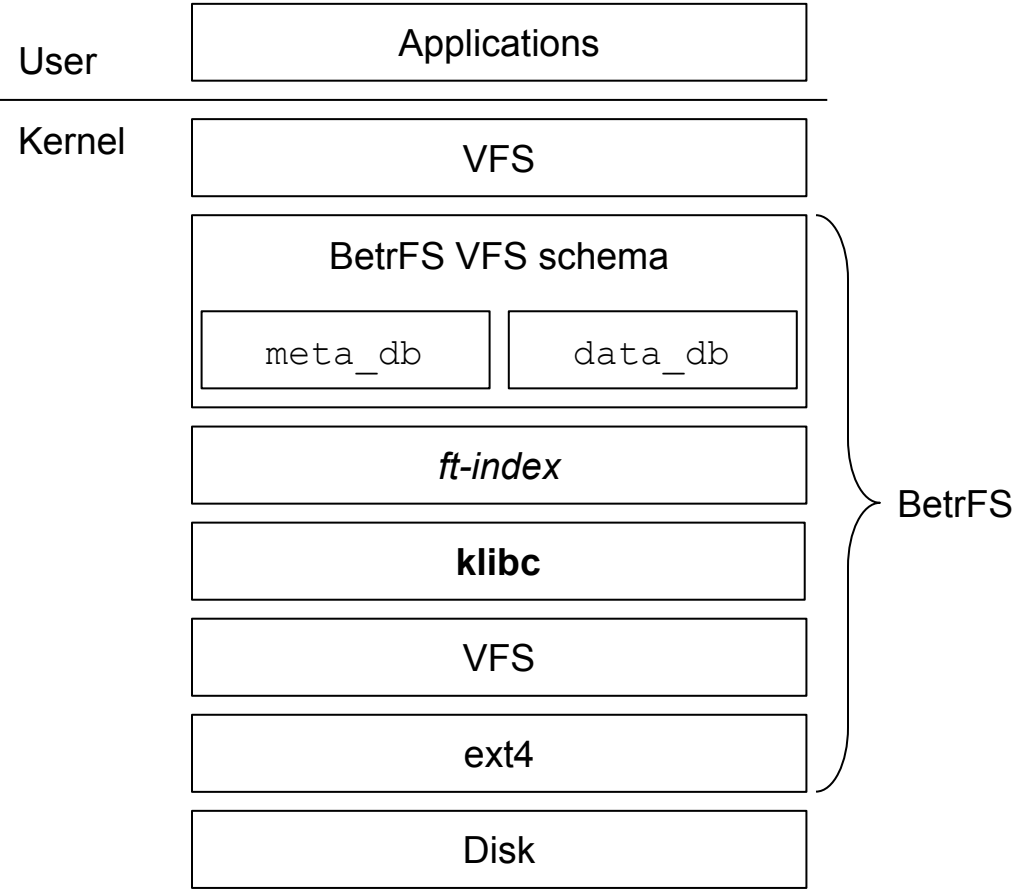 Applications
User
Kernel
VFS
BetrFS VFS schema
meta_db
data_db
ft-index
BetrFS
klibc
VFS
ext4
Disk